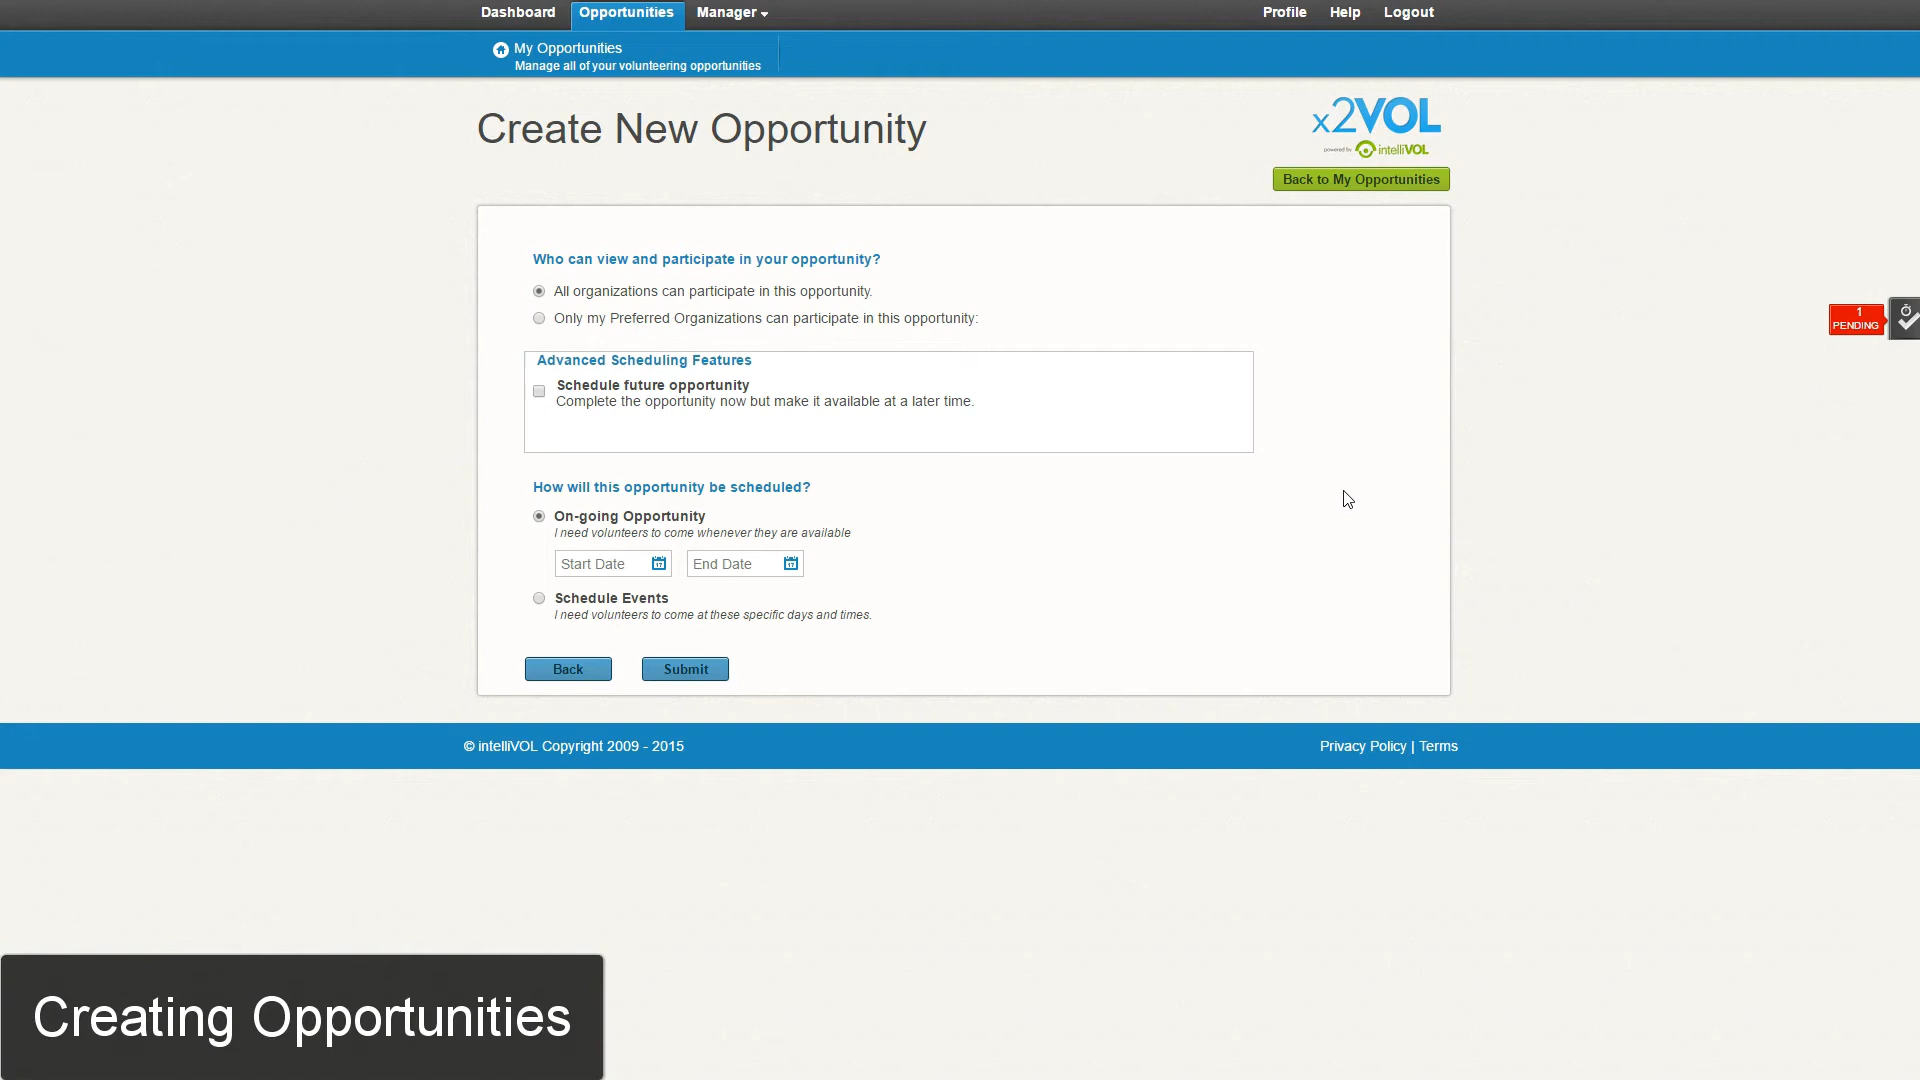 Dashboard Opportunities Manager Profile Help Logout
My Opportunities
Manage all of your volunteering opportunities
Create New Opportunity
x2VOL
powered by intelliVOL
Back to My Opportunities
Who can view and participate in your opportunity?
All organizations can participate in this opportunity.
Only my Preferred Organizations can participate in this opportunity:
1
PENDING
Advanced Scheduling Features
Schedule future opportunity
Complete the opportunity now but make it available at a later time.
How will this opportunity be scheduled?
On-going Opportunity
I need volunteers to come whenever they are available
Start Date 17 End Date 17
Schedule Events
I need volunteers to come at these specific days and times.
Back Submit
© intelliVOL Copyright 2009 - 2015 Privacy Policy | Terms
Creating Opportunities